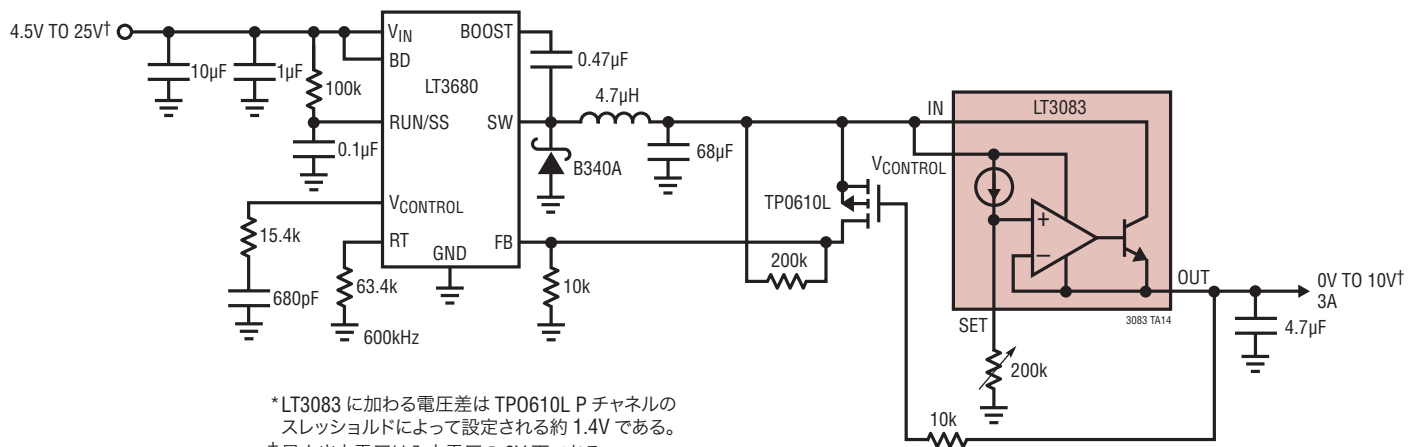 4.5V TO 25V†
VIN
BOOST
BD
10µF
1µF
0.47µF
100k
LT3680
4.7µH
IN
LT3083
RUN/SS
SW
0.1µF
B340A
68µF
VCONTROL
TP0610L
VCONTROL
15.4k
RT
GND
FB
200k
+
−
OUT
0V TO 10V†
3A
680pF
63.4k
10k
SET
3083 TA14
4.7µF
600kHz
200k
10k
*LT3083 に加わる電圧差は TP0610L P チャネルの
スレッショルドによって設定される約 1.4V である。